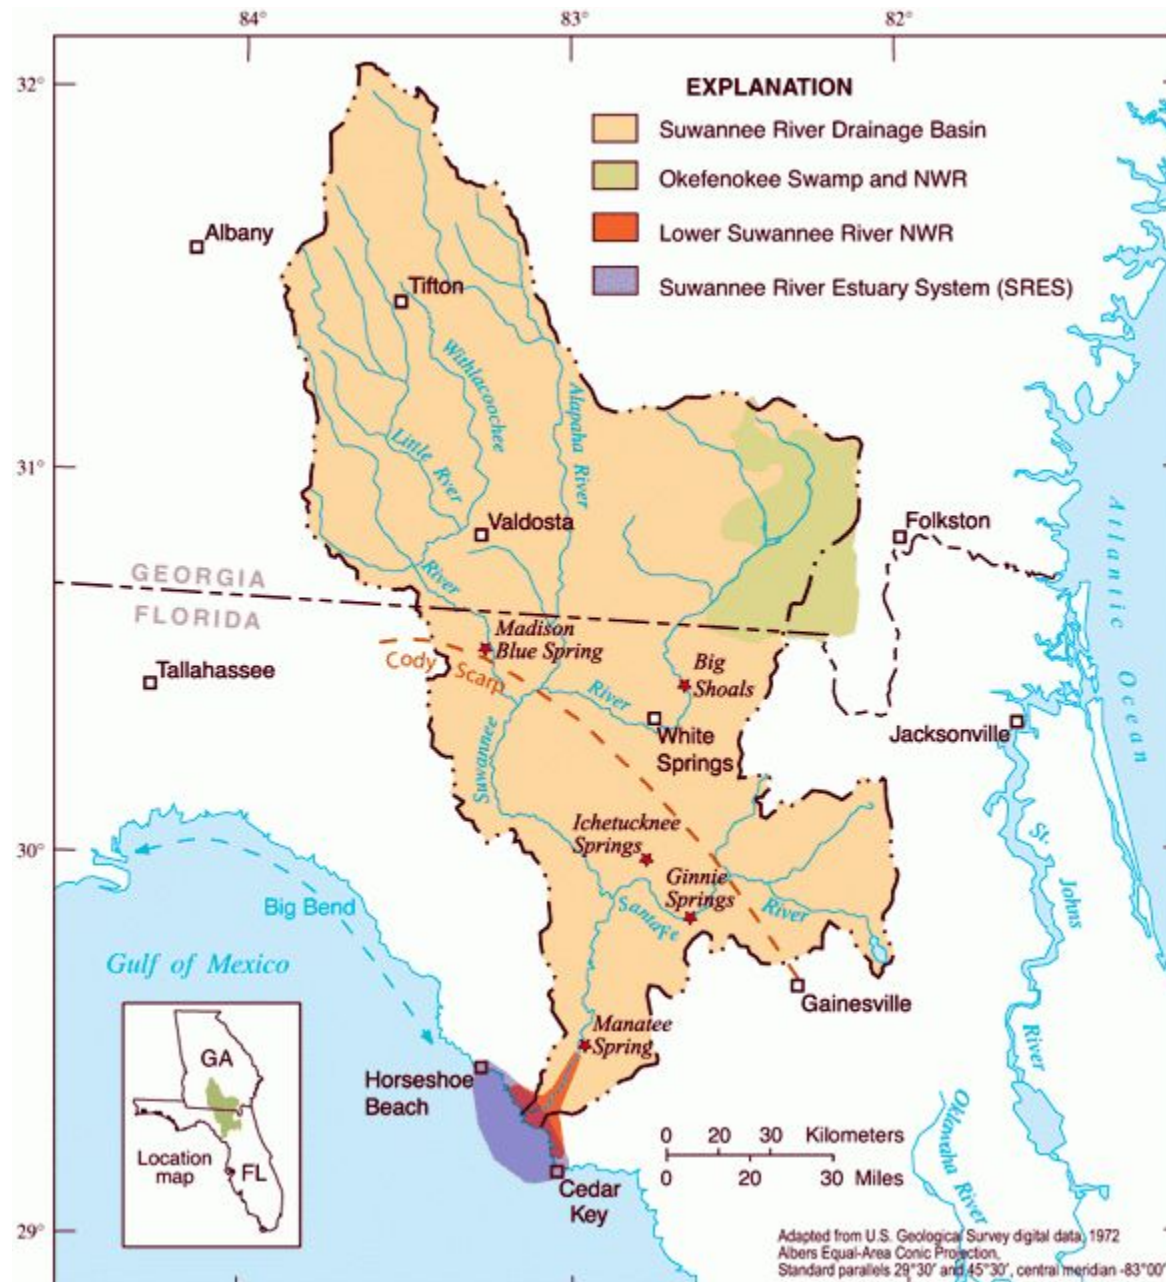 84°
83°
82°
32°
EXPLANATION
Suwannee River Drainage Basin
Okefenokee Swamp and NWR
Lower Suwannee River NWR
Suwannee River Estuary System (SRES)
Albany
Tifton
Withlacoochee
Alapaha River
Little River
31°
Valdosta
Folkston
Atlantic Ocean
River
GEORGIA
FLORIDA
Madison
Blue Spring
Tallahassee
Cody Scarp
Big
Shoals
River
White
Springs
Jacksonville
Suwannee
Ichetucknee
Springs
St. Johns River
30°
Ginnie
Springs
Big Bend
SantaFe
River
Gulf of Mexico
Gainesville
Manatee
Spring
GA
Horseshoe
Beach
Location
map
FL
0 20 30 Kilometers
0 20 30 Miles
Oklawaha River
Cedar
Key
29°
Adapted from U.S. Geological Survey digital data, 1972
Albers Equal-Area Conic Projection,
Standard parallels 29°30' and 45°30', central meridian -83°00'